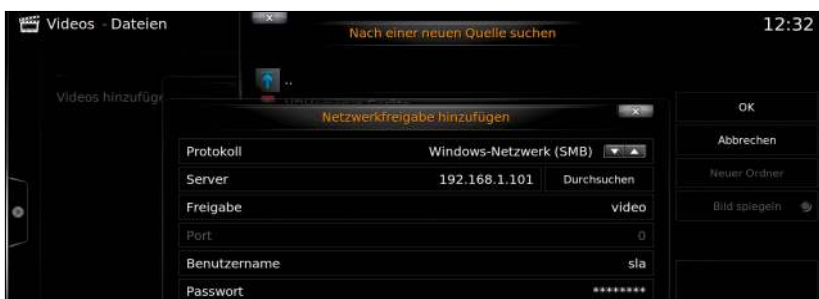 Videos - Dateien
Nach einer neuen Quelle suchen
12:32
..
Videos hinzufüge
Netzwerkfreigabe hinzufügen
OK
Abbrechen
Neuer Ordner
Bild spiegeln
Protokoll Windows-Netzwerk (SMB)
Server 192.168.1.101 Durchsuchen
Freigabe video
Port 0
Benutzername sla
Passwort ********